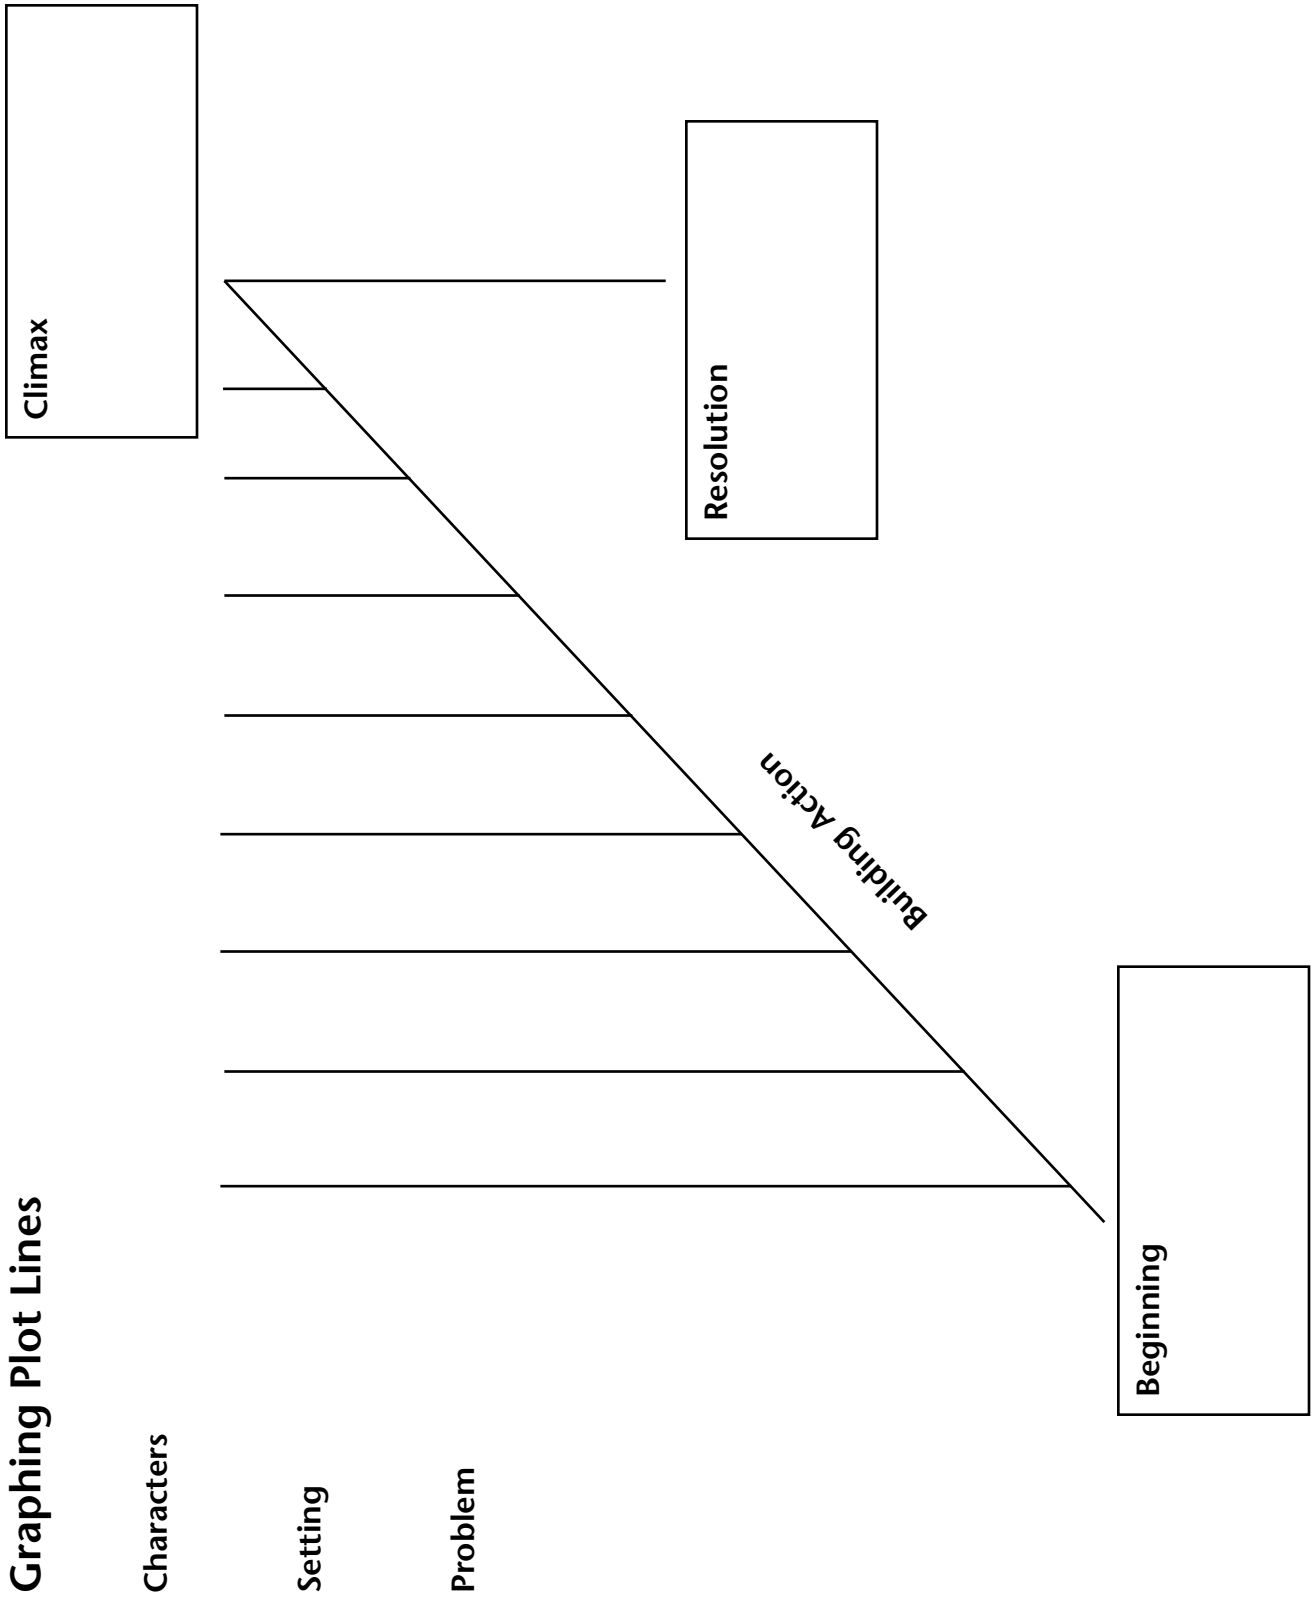 Graphing Plot Lines
Characters
Setting
Problem
Climax
Building Action
Resolution
Beginning